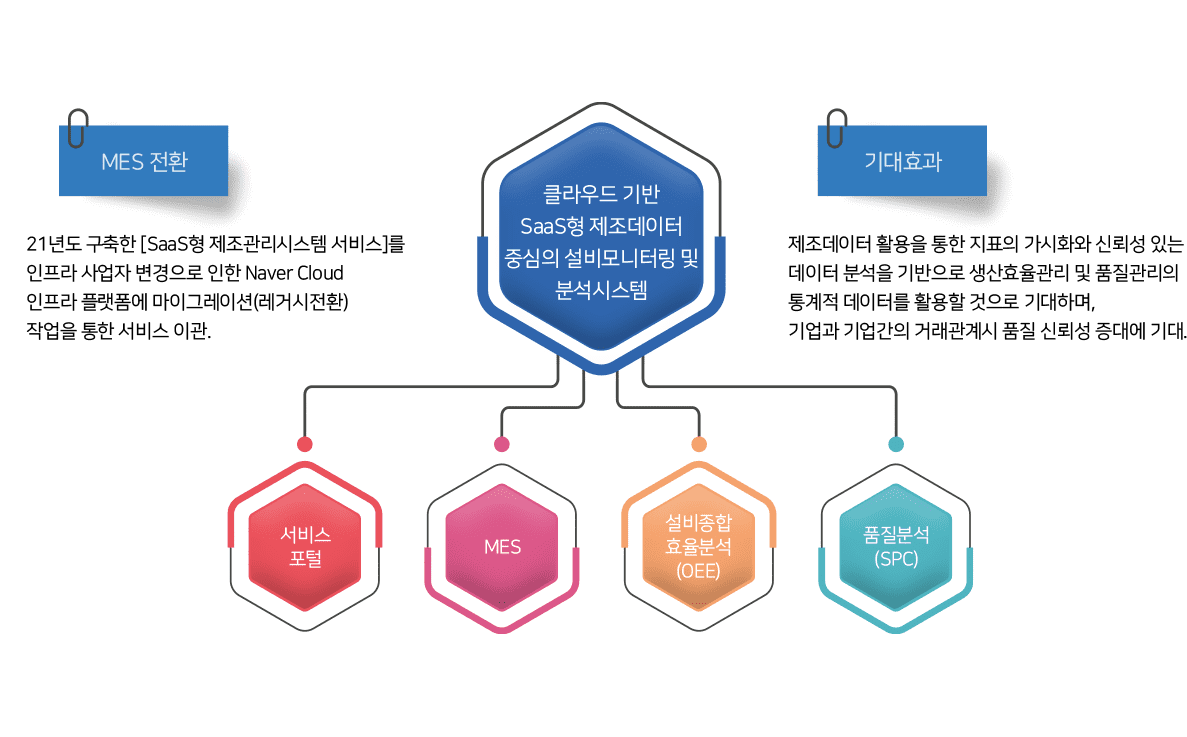 MES 전환
21년도 구축한 [SaaS형 제조관리시스템 서비스]를
인프라 사업자 변경으로 인한 Naver Cloud
인프라 플랫폼에 마이그레이션(레거시전환)
작업을 통한 서비스 이관.
클라우드 기반
SaaS형 제조데이터
중심의 설비모니터링 및
분석시스템
기대효과
제조데이터 활용을 통한 지표의 가시화와 신뢰성 있는
데이터 분석을 기반으로 생산효율관리 및 품질관리의
통계적 데이터를 활용할 것으로 기대하며,
기업과 기업간의 거래관계시 품질 신뢰성 증대에 기대.
서비스
포털
MES
설비종합
효율분석
(OEE)
품질분석
(SPC)